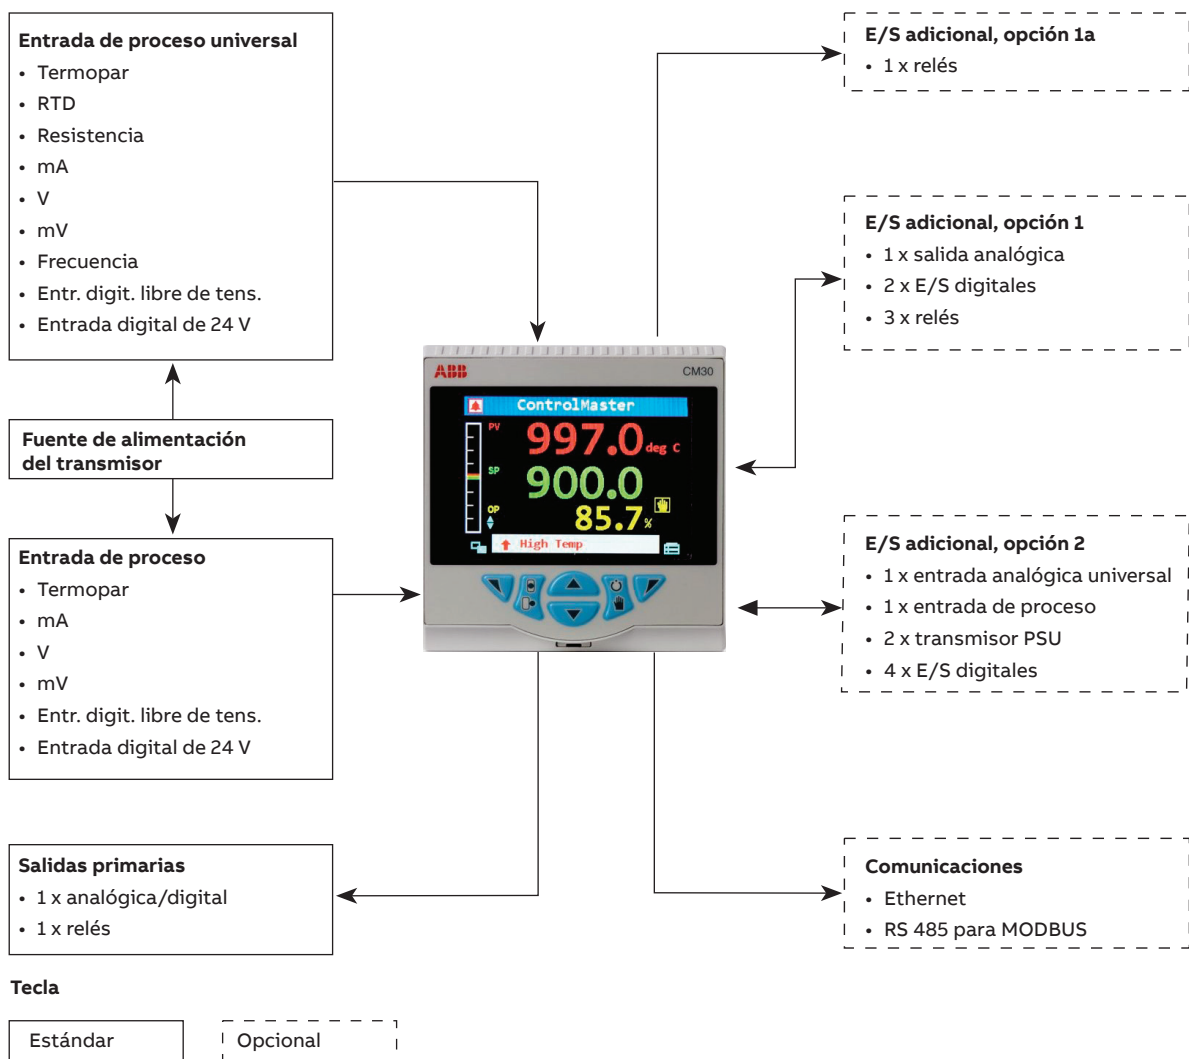 Entrada de proceso universal
• Termopar
• RTD
• Resistencia
• mA
• V
• mV
• Frecuencia
• Entr. digit. libre de tens.
• Entrada digital de 24 V
Fuente de alimentación
del transmisor
Entrada de proceso
• Termopar
• mA
• V
• mV
• Entr. digit. libre de tens.
• Entrada digital de 24 V
Salidas primarias
• 1 x analógica/digital
• 1 x relés
ABB
CM30
ControlMaster
PV 997.0 deg C
SP 900.0
OP 85.7 %
High Temp
E/S adicional, opción 1a
• 1 x relés
E/S adicional, opción 1
• 1 x salida analógica
• 2 x E/S digitales
• 3 x relés
E/S adicional, opción 2
• 1 x entrada analógica universal
• 1 x entrada de proceso
• 2 x transmisor PSU
• 4 x E/S digitales
Comunicaciones
• Ethernet
• RS 485 para MODBUS
Tecla
Estándar
Opcional